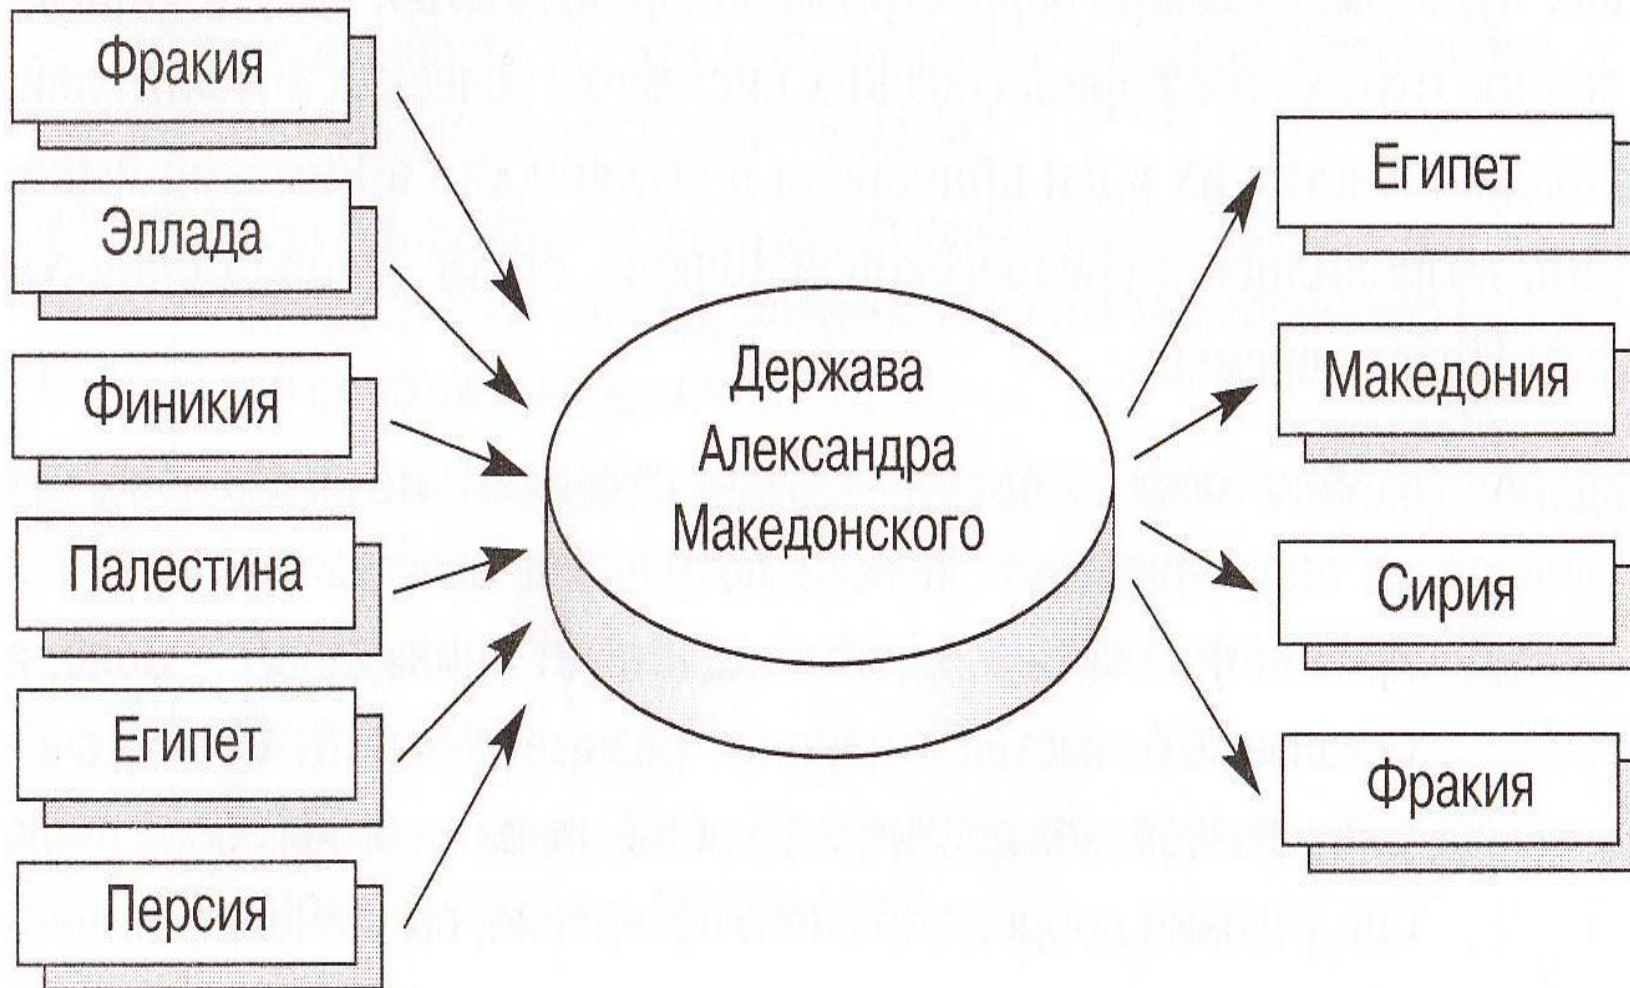 Фракия
Эллада
Финикия
Палестина
Египет
Персия
Держава
Александра
Македонского
Египет
Македония
Сирия
Фракия